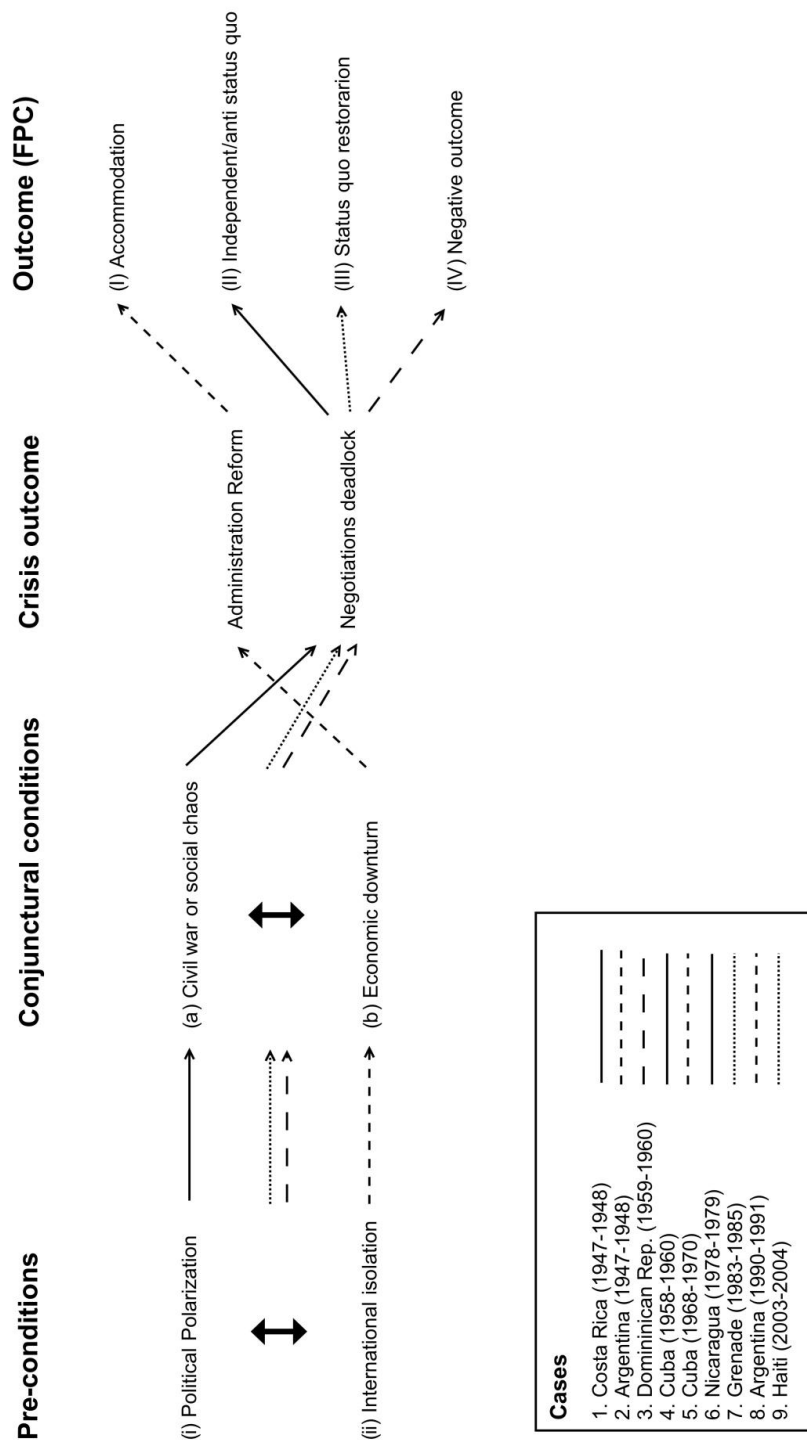 Pre-conditions
Conjunctural conditions
Crisis outcome
Outcome (FPC)
(i) Political Polarization
(ii) International isolation
(a) Civil war or social chaos
(b) Economic downturn
Administration Reform
Negotiations deadlock
(I) Accommodation
(II) Independent/anti status quo
(III) Status quo restorarion
(IV) Negative outcome
Cases
1. Costa Rica (1947-1948)
2. Argentina (1947-1948)
3. Domininican Rep. (1959-1960)
4. Cuba (1958-1960)
5. Cuba (1968-1970)
6. Nicaragua (1978-1979)
7. Grenade (1983-1985)
8. Argentina (1990-1991)
9. Haiti (2003-2004)